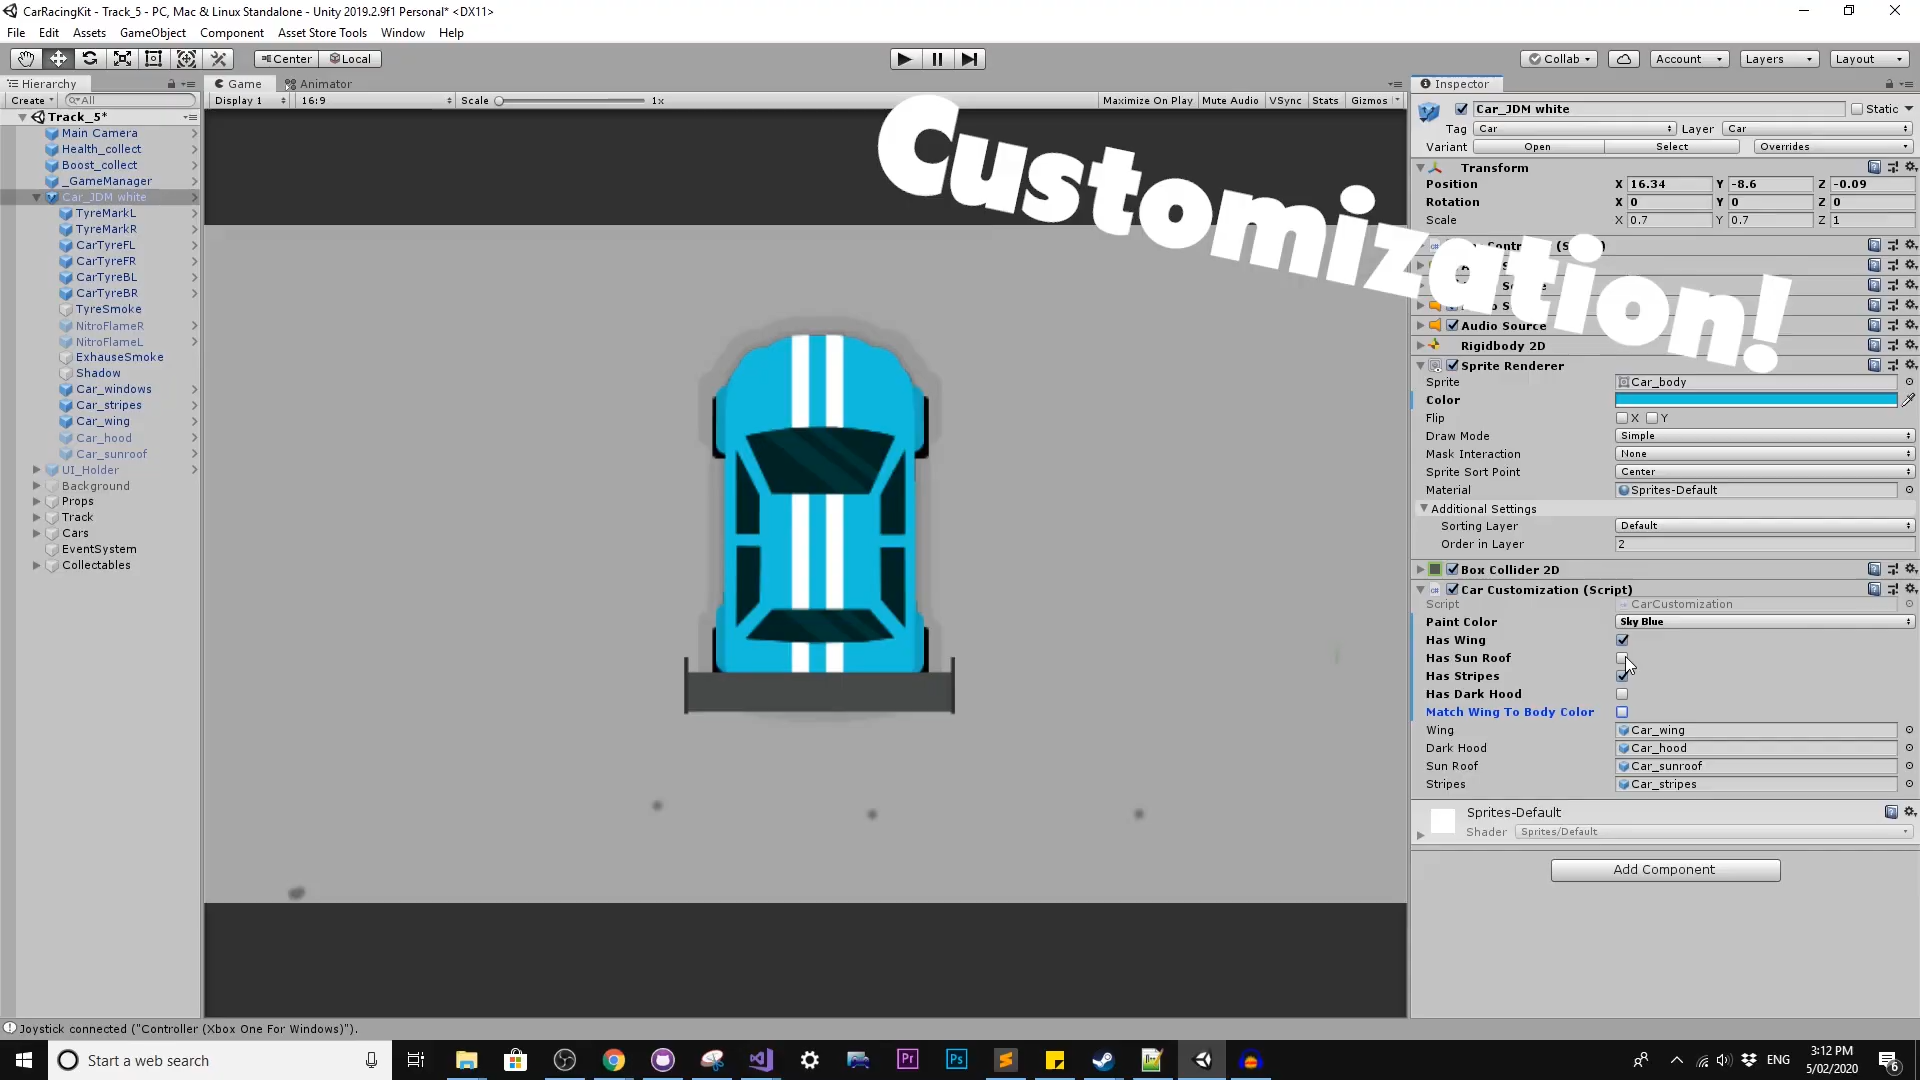 CarRacingKit - Track_5 - PC, Mac & Linux Standalone - Unity 2019.2.9f1 Personal* <DX11>
File Edit Assets GameObject Component Asset Store Tools Window Help
Center Local Collab Account Layers Layout
Hierarchy
Create All
Track_5*
Main Camera
Health_collect
Boost_collect
_GameManager
Car_JDM white
TyreMarkL
TyreMarkR
CarTyreFL
CarTyreFR
CarTyreBL
CarTyreBR
TyreSmoke
NitroFlameR
NitroFlameL
ExhauseSmoke
Shadow
Car_windows
Car_stripes
Car_wing
Car_hood
Car_sunroof
UI_Holder
Background
Props
Track
Cars
EventSystem
Collectables
Game Animator
Display 1 16:9 Scale 1x Maximize On Play Mute Audio VSync Stats Gizmos
Customization!
Inspector
Car_JDM white Static
Tag Car Layer Car
Variant Open Select Overrides
Transform
Position X 16.34 Y -8.6 Z -0.09
Rotation X 0 Y 0 Z 0
Scale X 0.7 Y 0.7 Z 1
Audio Source
Rigidbody 2D
Sprite Renderer
Sprite Car_body
Color
Flip X Y
Draw Mode Simple
Mask Interaction None
Sprite Sort Point Center
Material Sprites-Default
Additional Settings
Sorting Layer Default
Order in Layer 2
Box Collider 2D
Car Customization (Script)
Script CarCustomization
Paint Color Sky Blue
Has Wing
Has Sun Roof
Has Stripes
Has Dark Hood
Match Wing To Body Color
Wing Car_wing
Dark Hood Car_hood
Sun Roof Car_sunroof
Stripes Car_stripes
Sprites-Default
Shader Sprites/Default
Add Component
Joystick connected ("Controller (Xbox One For Windows)").
Start a web search
Pr Ps
ENG
3:12 PM
5/02/2020
6